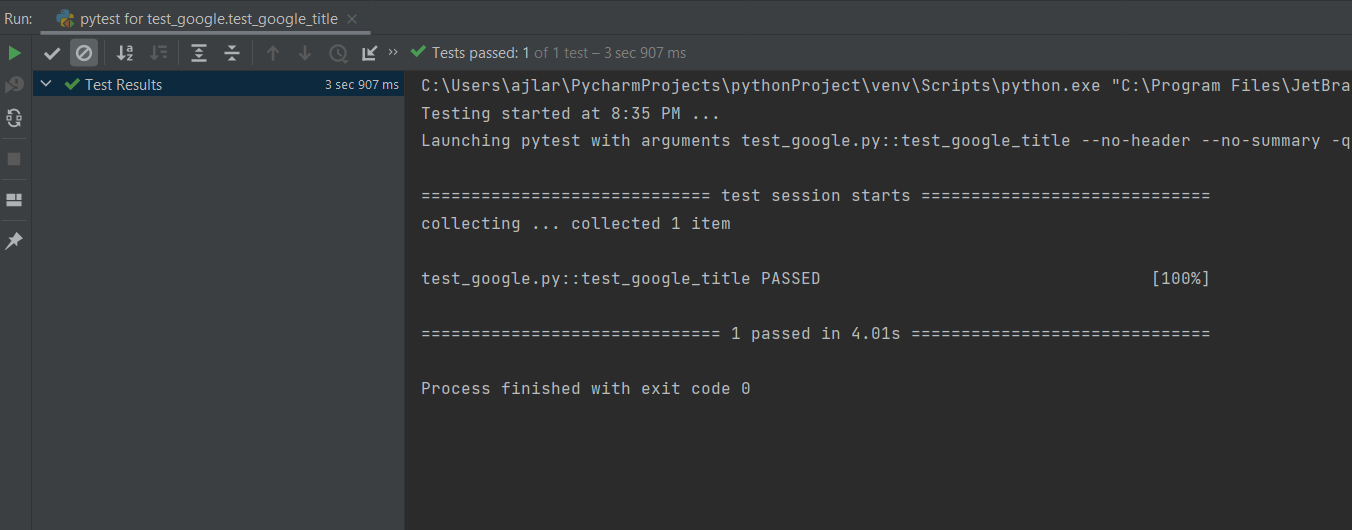 Run: pytest for test_google.test_google_title
Tests passed: 1 of 1 test – 3 sec 907 ms
Test Results 3 sec 907 ms
C:\Users\ajlar\PycharmProjects\pythonProject\venv\Scripts\python.exe "C:\Program Files\JetBra
Testing started at 8:35 PM ...
Launching pytest with arguments test_google.py::test_google_title --no-header --no-summary -q
============================= test session starts =============================
collecting ... collected 1 item
test_google.py::test_google_title PASSED [100%]
============================== 1 passed in 4.01s ==============================
Process finished with exit code 0